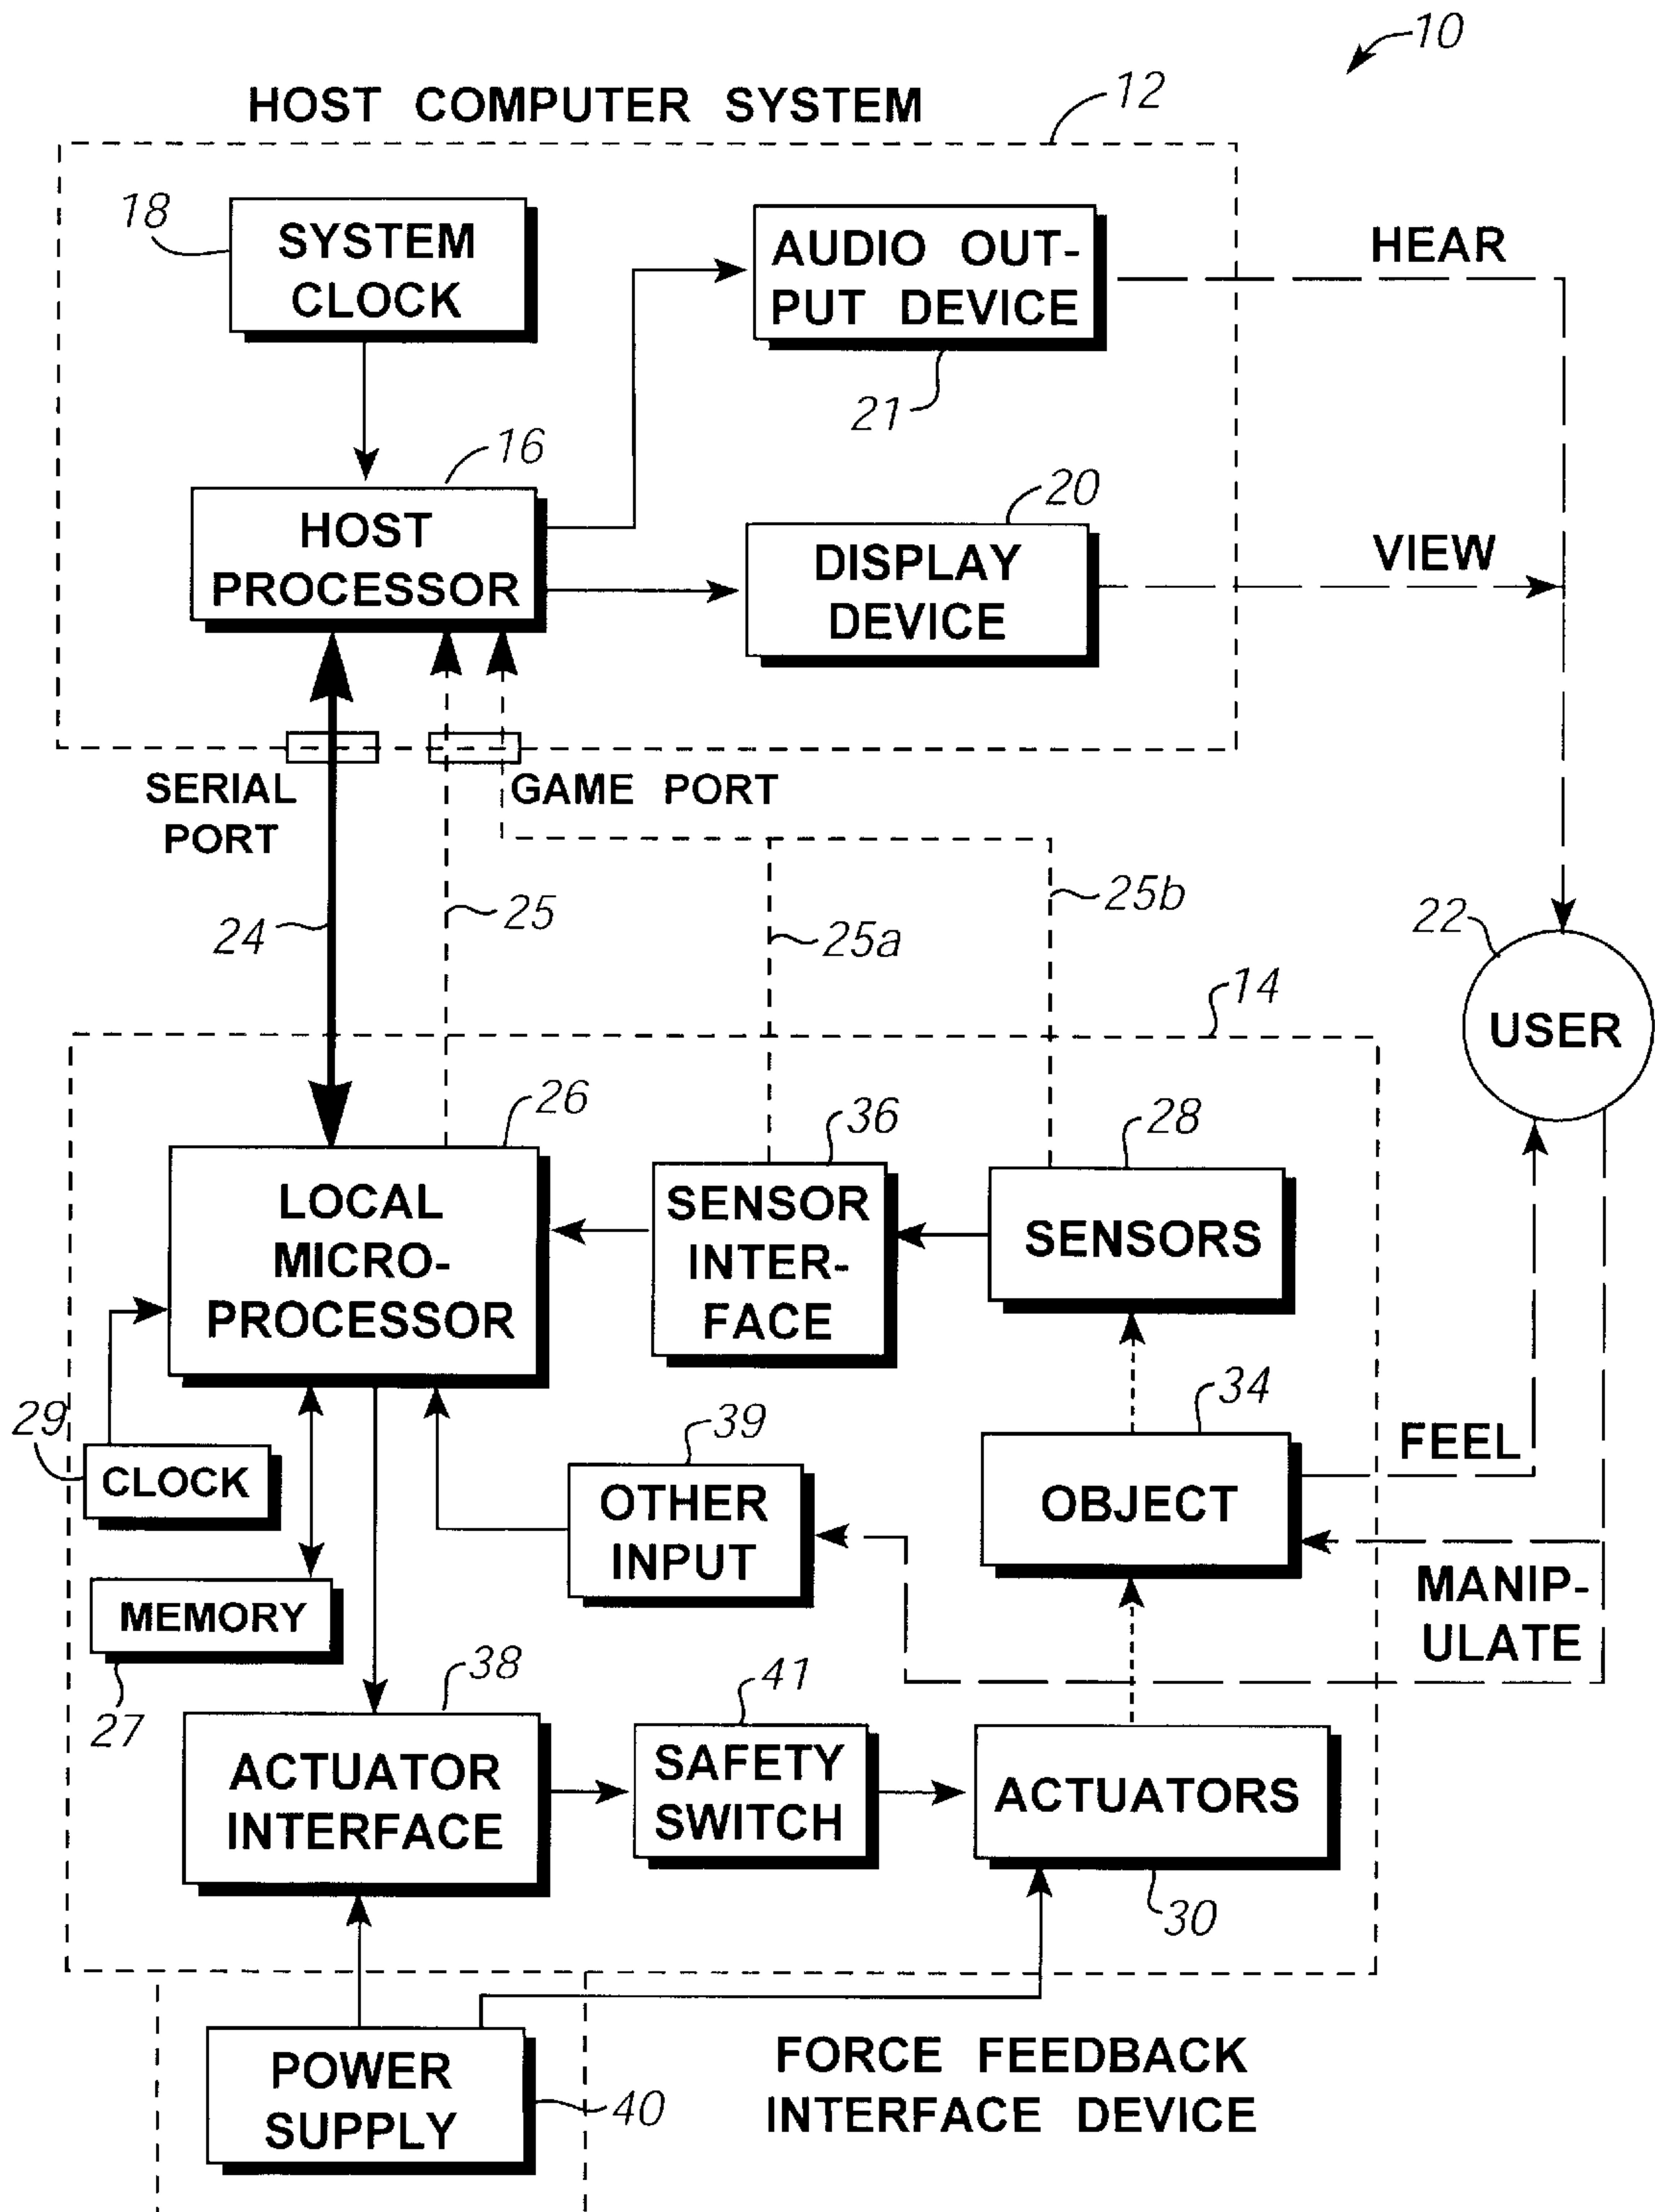 10
HOST COMPUTER SYSTEM
12
18
SYSTEM
CLOCK
AUDIO OUT-
PUT DEVICE
HEAR
21
16
HOST
PROCESSOR
20
DISPLAY
DEVICE
VIEW
SERIAL
PORT
GAME PORT
24
25
25a
25b
22
USER
14
26
LOCAL
MICRO-
PROCESSOR
36
SENSOR
INTER-
FACE
28
SENSORS
29
CLOCK
39
OTHER
INPUT
34
OBJECT
FEEL
MANIP-
ULATE
MEMORY
27
38
ACTUATOR
INTERFACE
41
SAFETY
SWITCH
ACTUATORS
30
POWER
SUPPLY
40
FORCE FEEDBACK
INTERFACE DEVICE